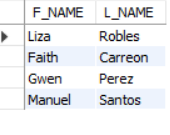 F_NAME L_NAME
Liza Robles
Faith Carreon
Gwen Perez
Manuel Santos